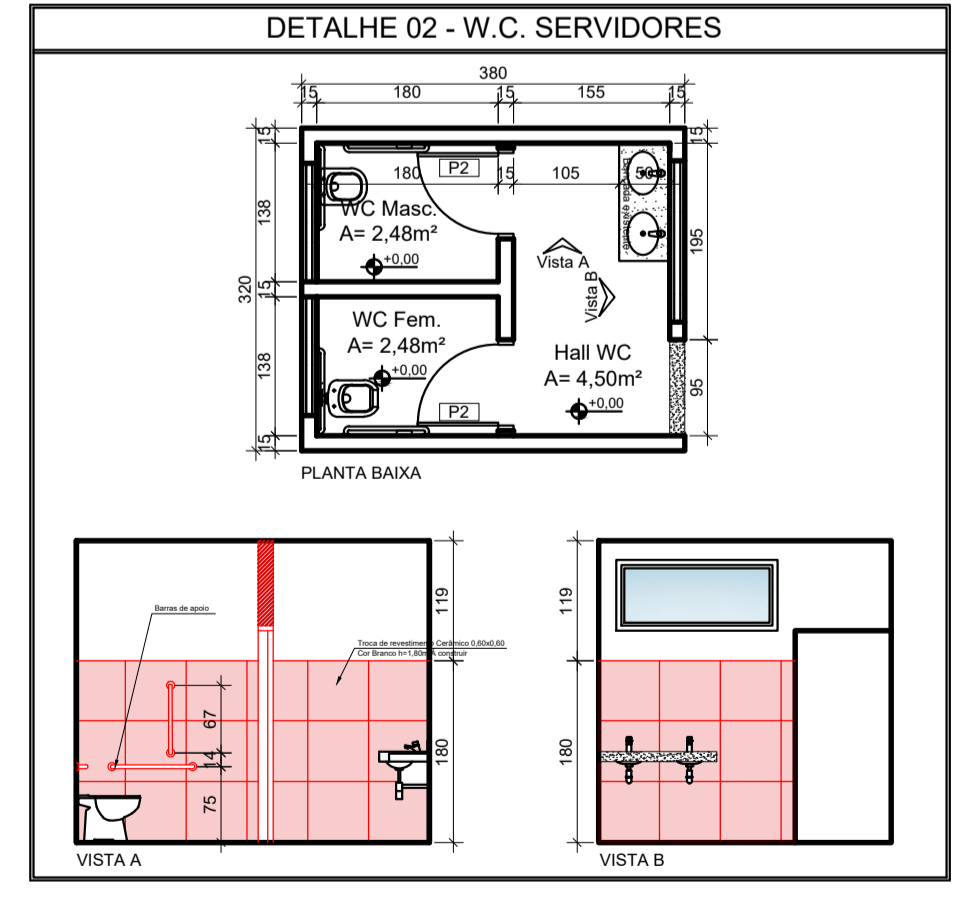 DETALHE 02 - W.C. SERVIDORES
380
15 180 15 155 15
15 15
180 P2 15 105 50
Bancada existente
138
WC Masc.
A= 2,48m²
+0,00
Vista A
195
320
15
Vista B
WC Fem.
A= 2,48m²
+0,00
Hall WC
A= 4,50m²
+0,00
138
95
P2
15
PLANTA BAIXA
119
119
Barras de apoio
Troca de revestimento Cerâmico 0,60x0,60
Cor Branco h=1,80m A construir
67
14
75
180
180
VISTA A
VISTA B